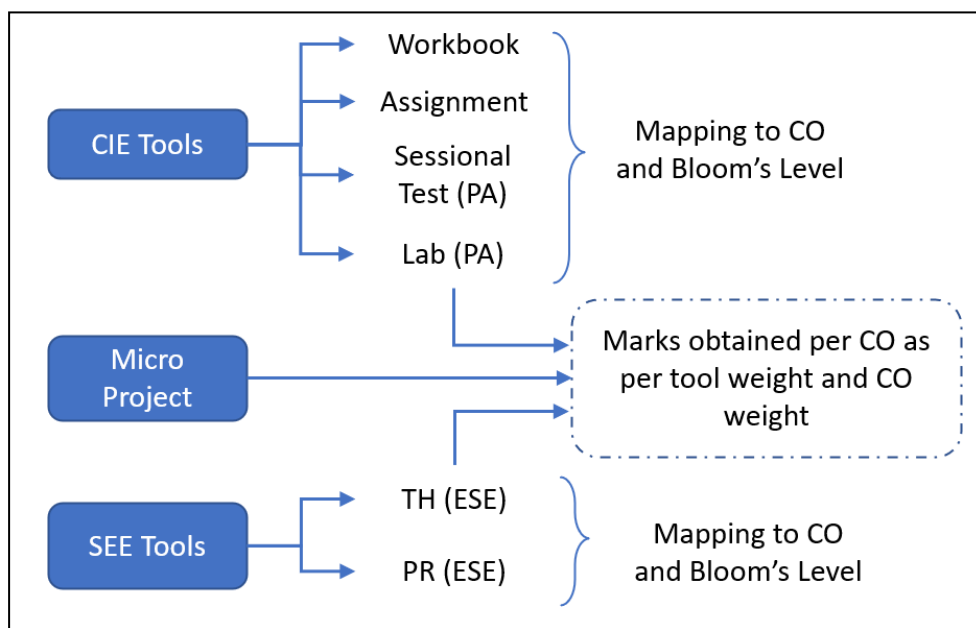 Workbook
Assignment
CIE Tools
Sessional
Test (PA)
Lab (PA)
Mapping to CO
and Bloom's Level
Micro
Project
Marks obtained per CO as
per tool weight and CO
weight
SEE Tools
TH (ESE)
PR (ESE)
Mapping to CO
and Bloom's Level